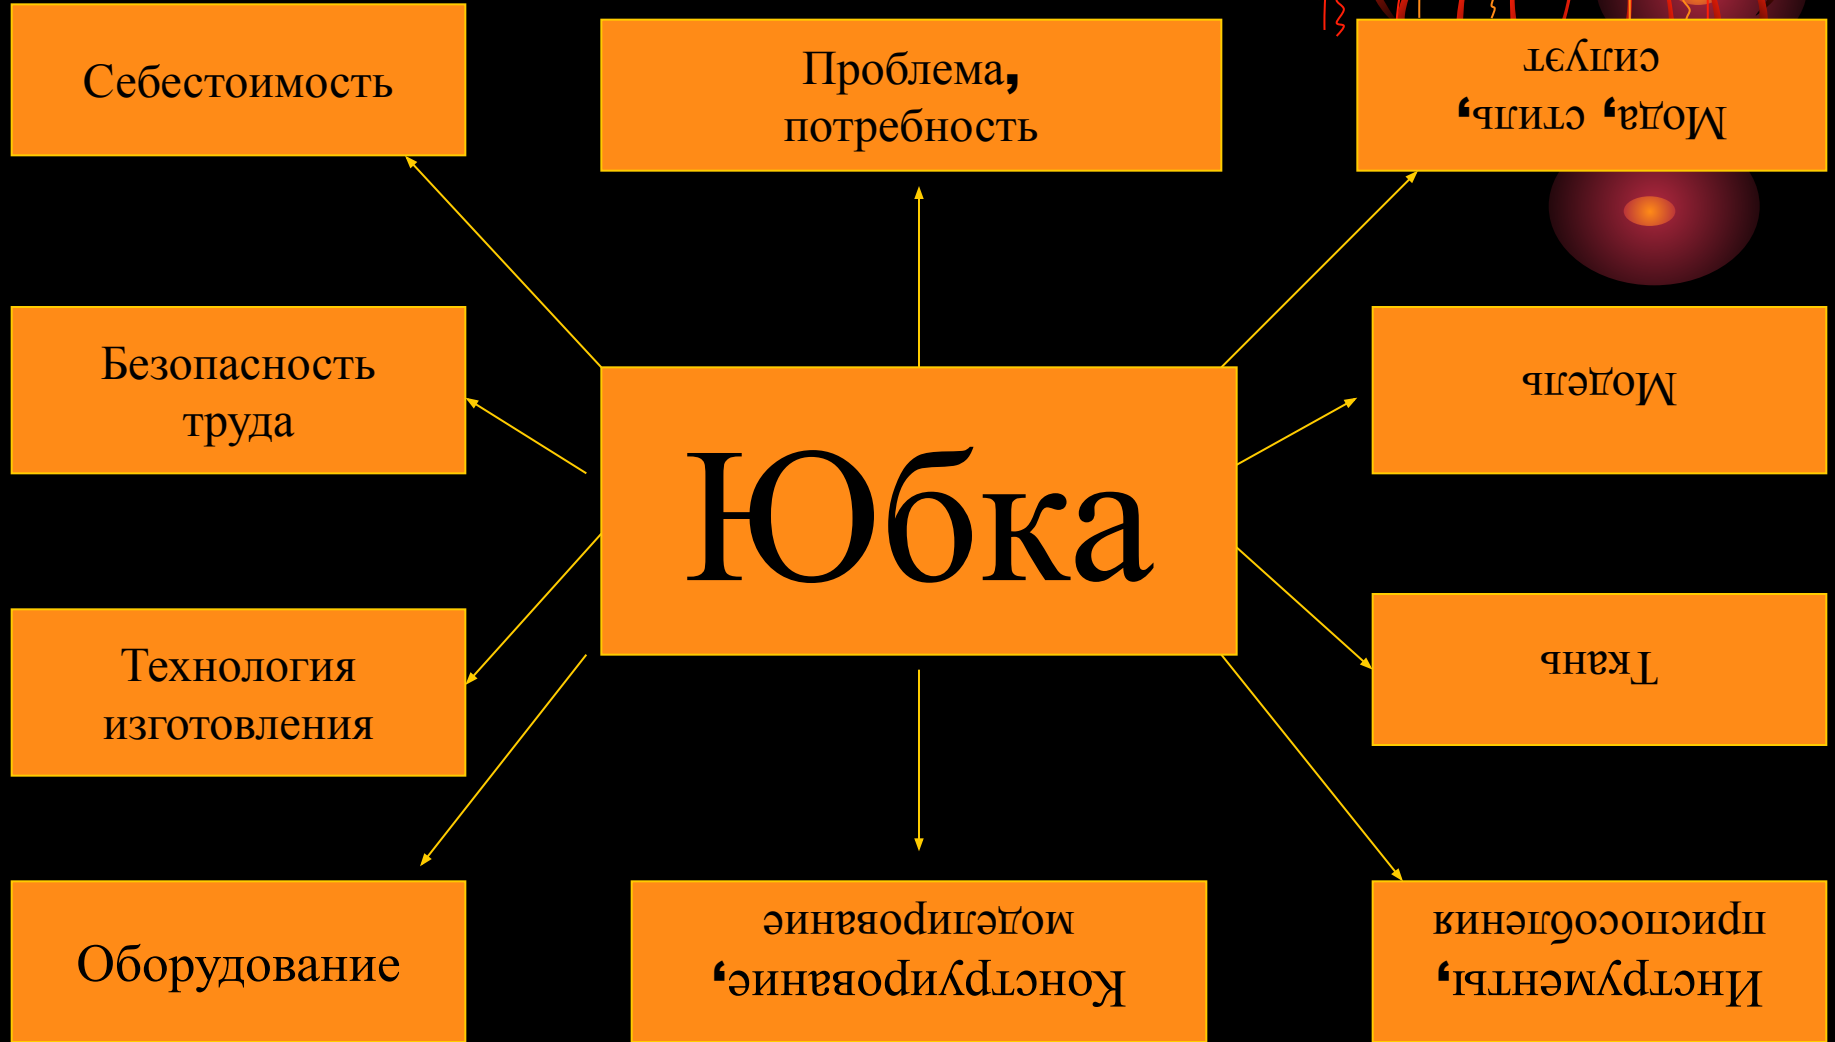 Себестоимость
Проблема,
потребность
Мода, стиль,
силуэт
Безопасность
труда
Модель
Юбка
Технология
изготовления
Ткань
Оборудование
Конструирование,
моделирование
Инструменты,
приспособления